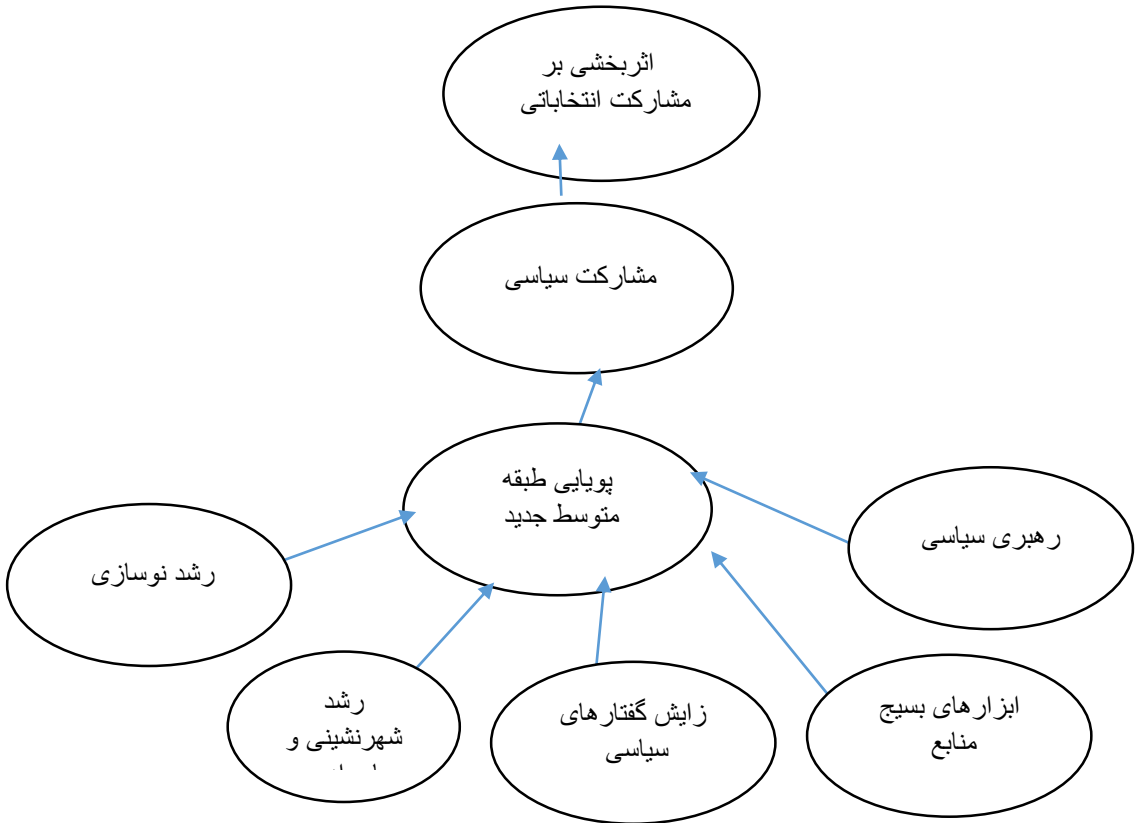 اثربخشی بر
مشارکت انتخاباتی
مشارکت سیاسی
پویایی طبقه
متوسط جدید
رهبری سیاسی
رشد نوسازی
رشد
شهرنشینی و
زایش گفتارهای
سیاسی
ابزارهای بسیج
منابع